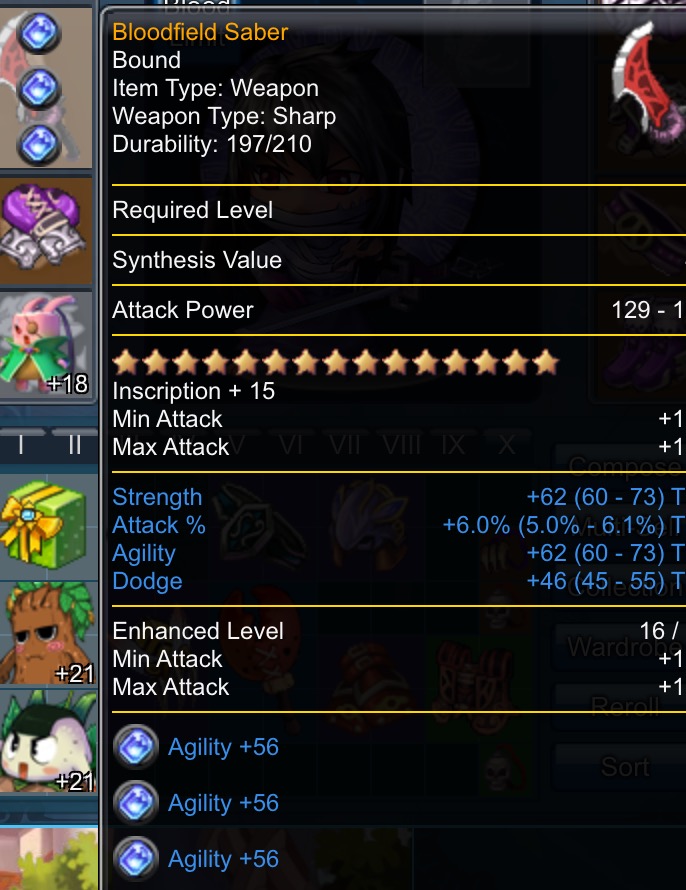 Bloodfield Saber
Bound
Item Type: Weapon
Weapon Type: Sharp
Durability: 197/210
Required Level
Synthesis Value
Attack Power 129 - 1
Inscription + 15
Min Attack +1
Max Attack +1
Strength +62 (60 - 73) T
Attack % +6.0% (5.0% - 6.1%) T
Agility +62 (60 - 73) T
Dodge +46 (45 - 55) T
Enhanced Level 16 /
Min Attack +1
Max Attack +1
Agility +56
Agility +56
Agility +56
+18
I II V VI VII VIII IX X
+21
+21
Compose
Collection
Wardrobe
Reroll
Sort